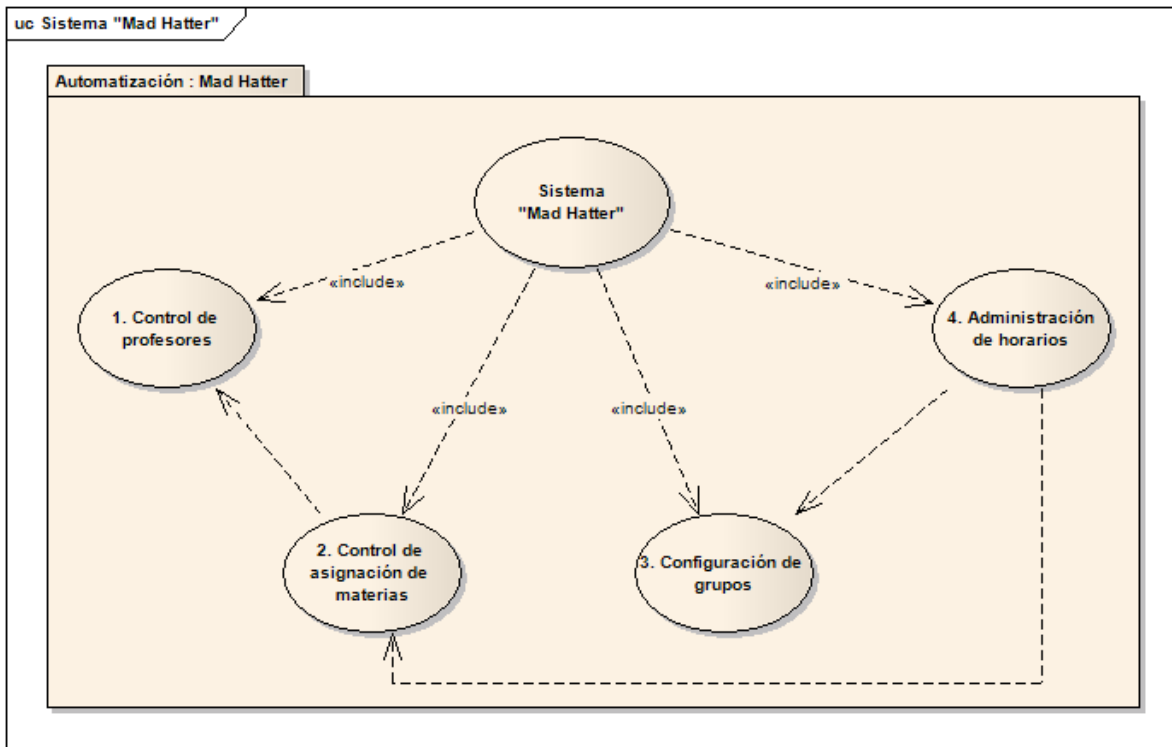 uc Sistema "Mad Hatter"
Automatización : Mad Hatter
Sistema
"Mad Hatter"
«include»
«include»
1. Control de
profesores
4. Administración
de horarios
«include»
«include»
2. Control de
asignación de
materias
3. Configuración de
grupos